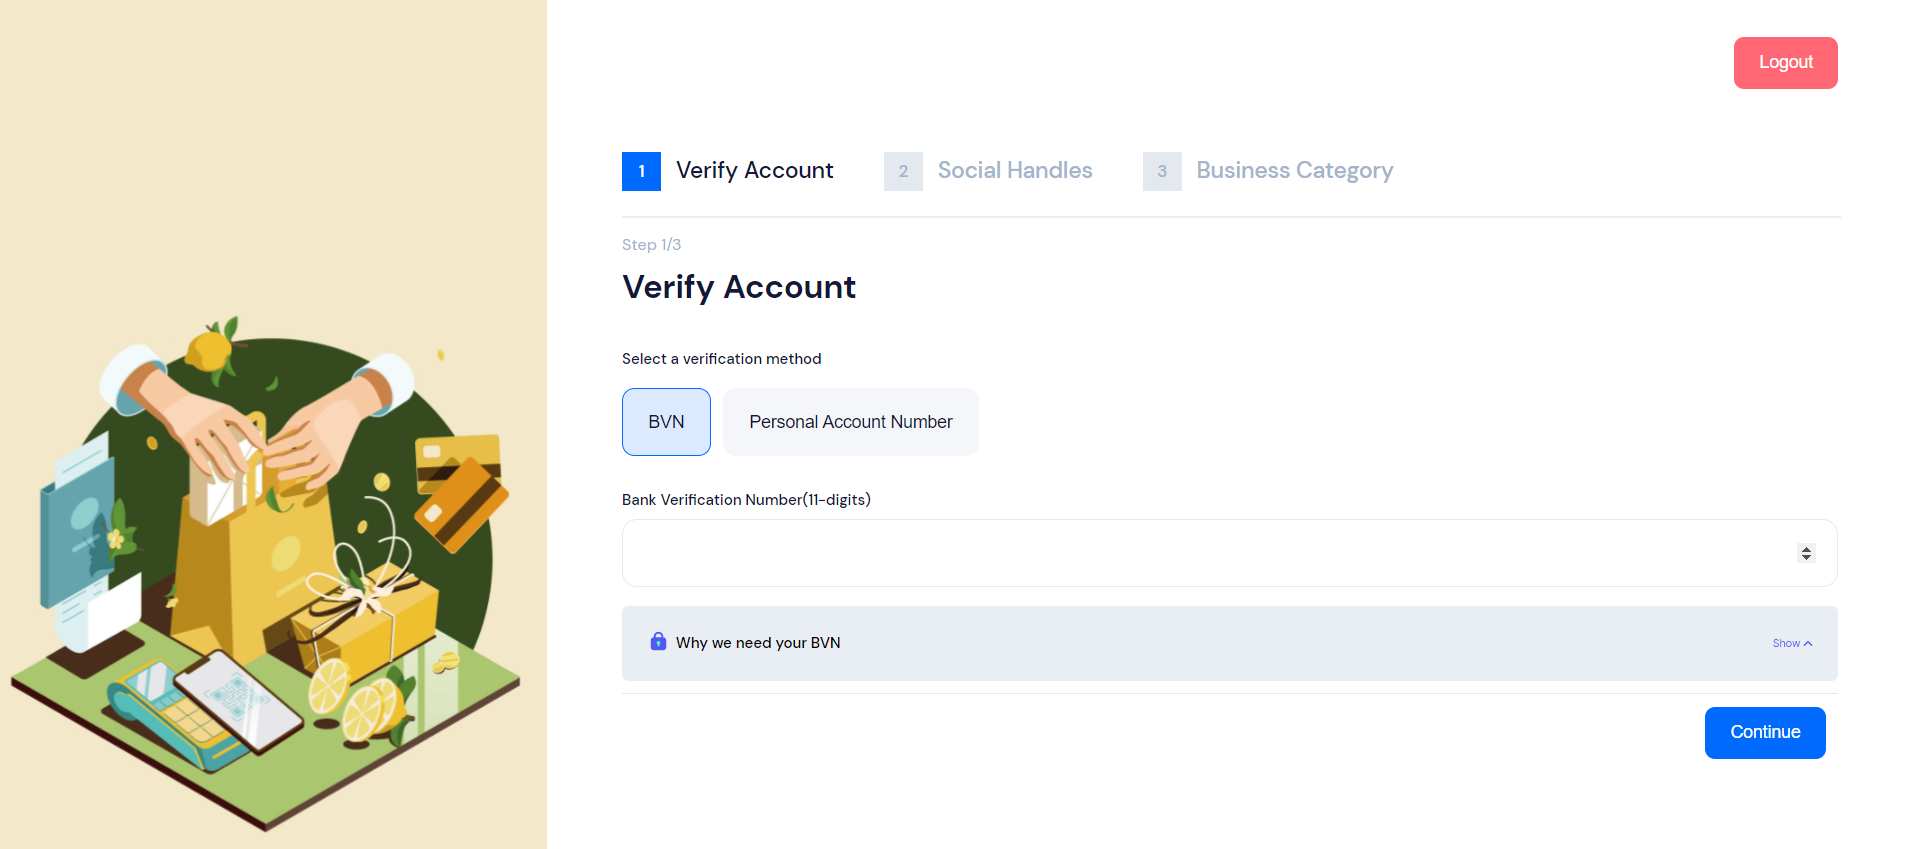 Logout
1 Verify Account 2 Social Handles 3 Business Category
Step 1/3
Verify Account
Select a verification method
BVN Personal Account Number
Bank Verification Number(11-digits)
Why we need your BVN Show
Continue